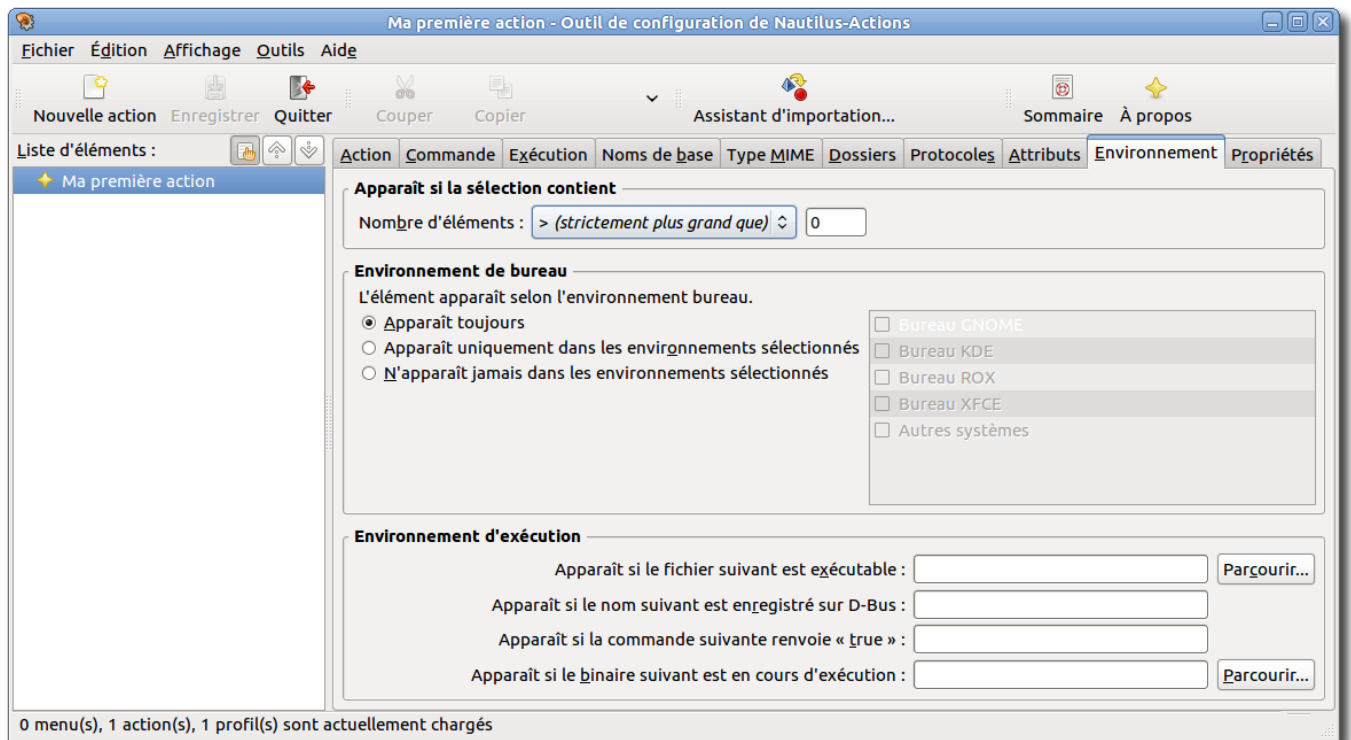 Ma première action - Outil de configuration de Nautilus-Actions
Fichier Édition Affichage Outils Aide
Nouvelle action Enregistrer Quitter Couper Copier Assistant d'importation... Sommaire À propos
Liste d'éléments :
Ma première action
Action Commande Exécution Noms de base Type MIME Dossiers Protocoles Attributs Environnement Propriétés
Apparaît si la sélection contient
Nombre d'éléments : > (strictement plus grand que) 0
Environnement de bureau
L'élément apparaît selon l'environnement bureau.
Apparaît toujours
Apparaît uniquement dans les environnements sélectionnés
N'apparaît jamais dans les environnements sélectionnés
Bureau GNOME
Bureau KDE
Bureau ROX
Bureau XFCE
Autres systèmes
Environnement d'exécution
Apparaît si le fichier suivant est exécutable : Parcourir...
Apparaît si le nom suivant est enregistré sur D-Bus :
Apparaît si la commande suivante renvoie « true » :
Apparaît si le binaire suivant est en cours d'exécution : Parcourir...
0 menu(s), 1 action(s), 1 profil(s) sont actuellement chargés